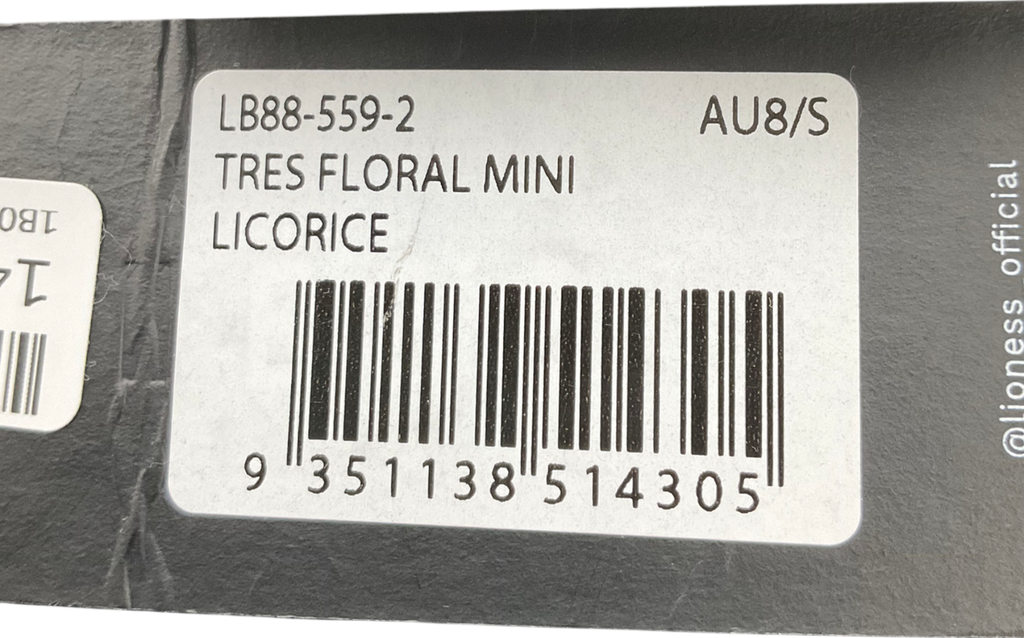 LB88-559-2
AU8/S
TRES FLORAL MINI
LICORICE
9 351138 514305
@lioness_official